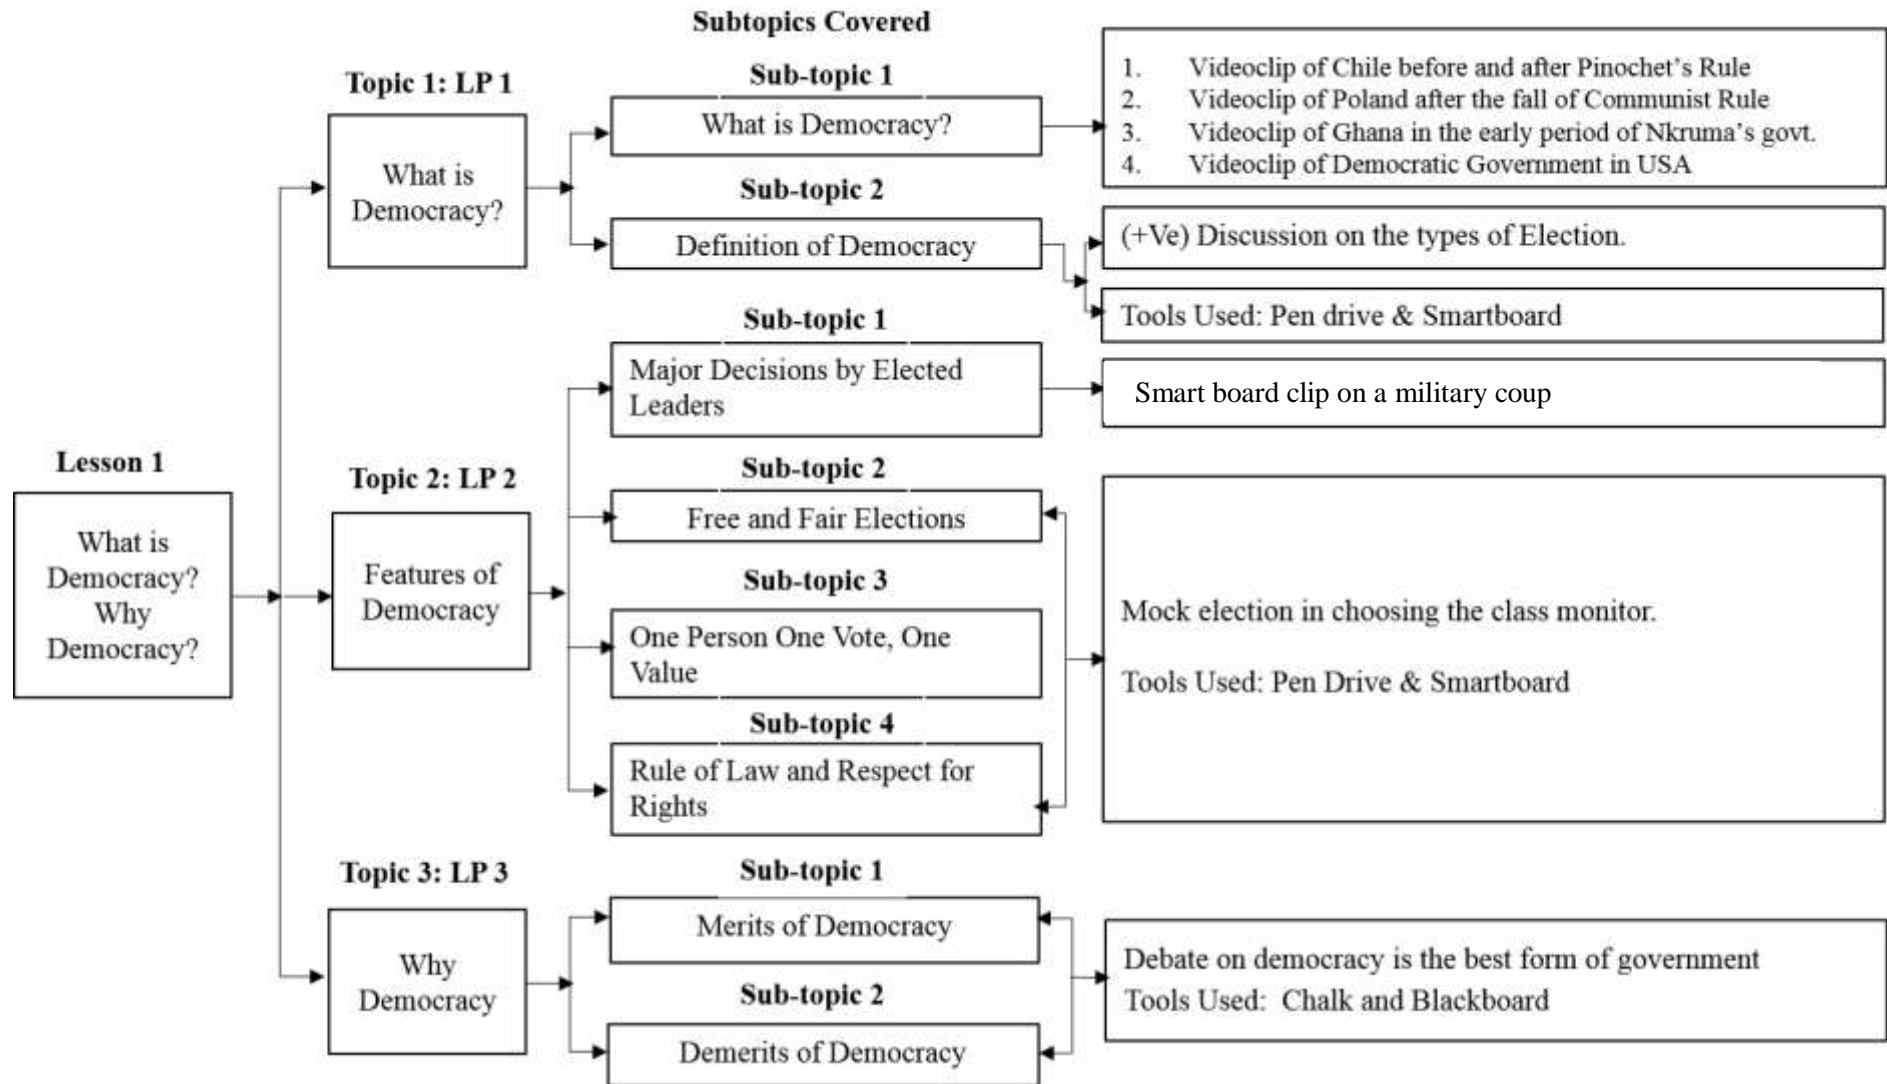 Subtopics Covered
Lesson 1
What is
Democracy?
Why
Democracy?
Topic 1: LP 1
What is
Democracy?
Sub-topic 1
What is Democracy?
1. Videoclip of Chile before and after Pinochet's Rule
2. Videoclip of Poland after the fall of Communist Rule
3. Videoclip of Ghana in the early period of Nkruma's govt.
4. Videoclip of Democratic Government in USA
Sub-topic 2
Definition of Democracy
(+Ve) Discussion on the types of Election.
Tools Used: Pen drive & Smartboard
Topic 2: LP 2
Features of
Democracy
Sub-topic 1
Major Decisions by Elected
Leaders
Smart board clip on a military coup
Sub-topic 2
Free and Fair Elections
Sub-topic 3
One Person One Vote, One
Value
Sub-topic 4
Rule of Law and Respect for
Rights
Mock election in choosing the class monitor.
Tools Used: Pen Drive & Smartboard
Topic 3: LP 3
Why
Democracy
Sub-topic 1
Merits of Democracy
Sub-topic 2
Demerits of Democracy
Debate on democracy is the best form of government
Tools Used: Chalk and Blackboard